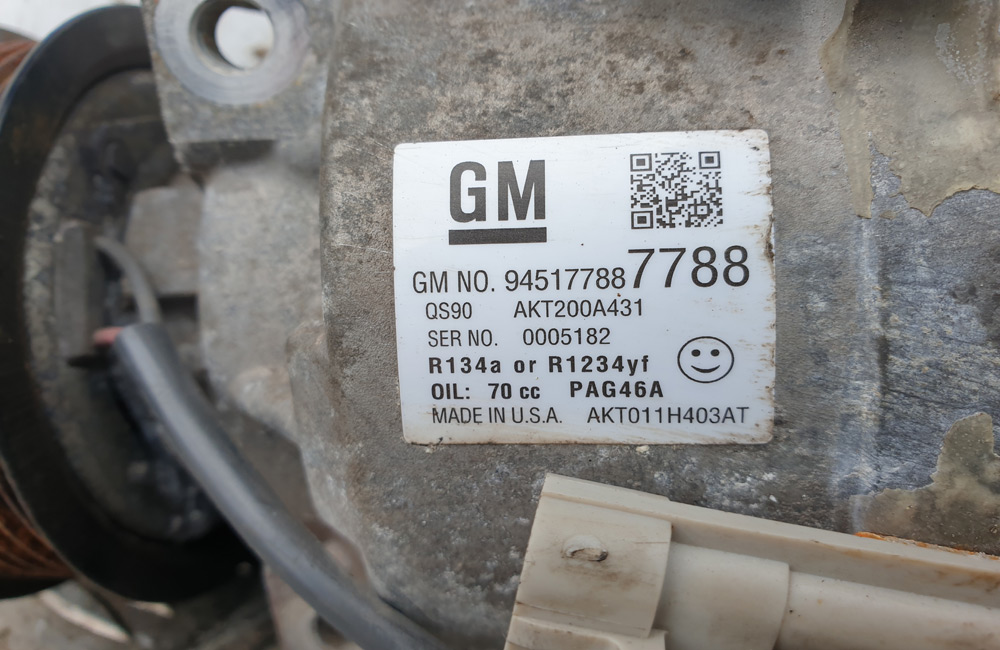 GM
GM NO. 94517788 7788
QS90 AKT200A431
SER NO. 0005182
R134a or R1234yf
OIL: 70 cc PAG46A
MADE IN U.S.A. AKT011H403AT